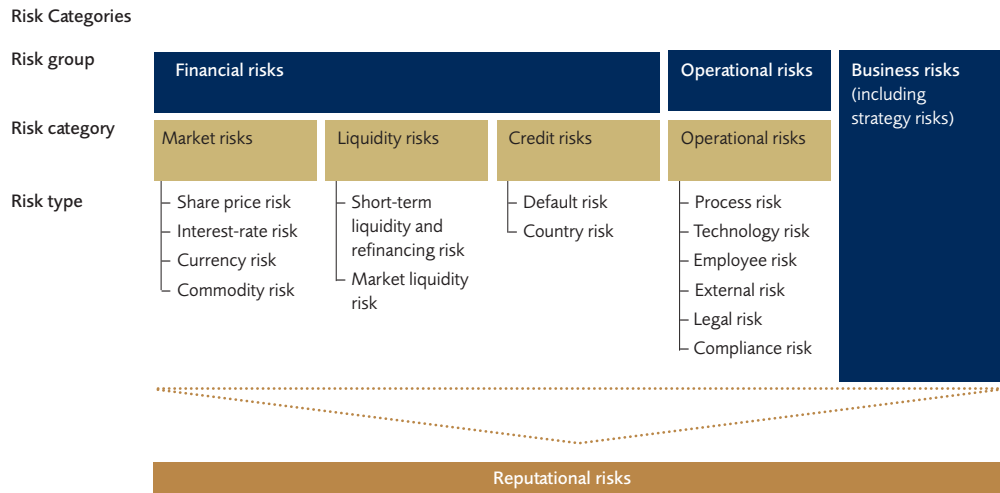 Risk Categories
Risk group
Financial risks
Operational risks
Business risks
(including
strategy risks)
Risk category
Market risks
Liquidity risks
Credit risks
Operational risks
Risk type
Share price risk
Interest-rate risk
Currency risk
Commodity risk
Short-term
liquidity and
refinancing risk
Market liquidity
risk
Default risk
Country risk
Process risk
Technology risk
Employee risk
External risk
Legal risk
Compliance risk
Reputational risks